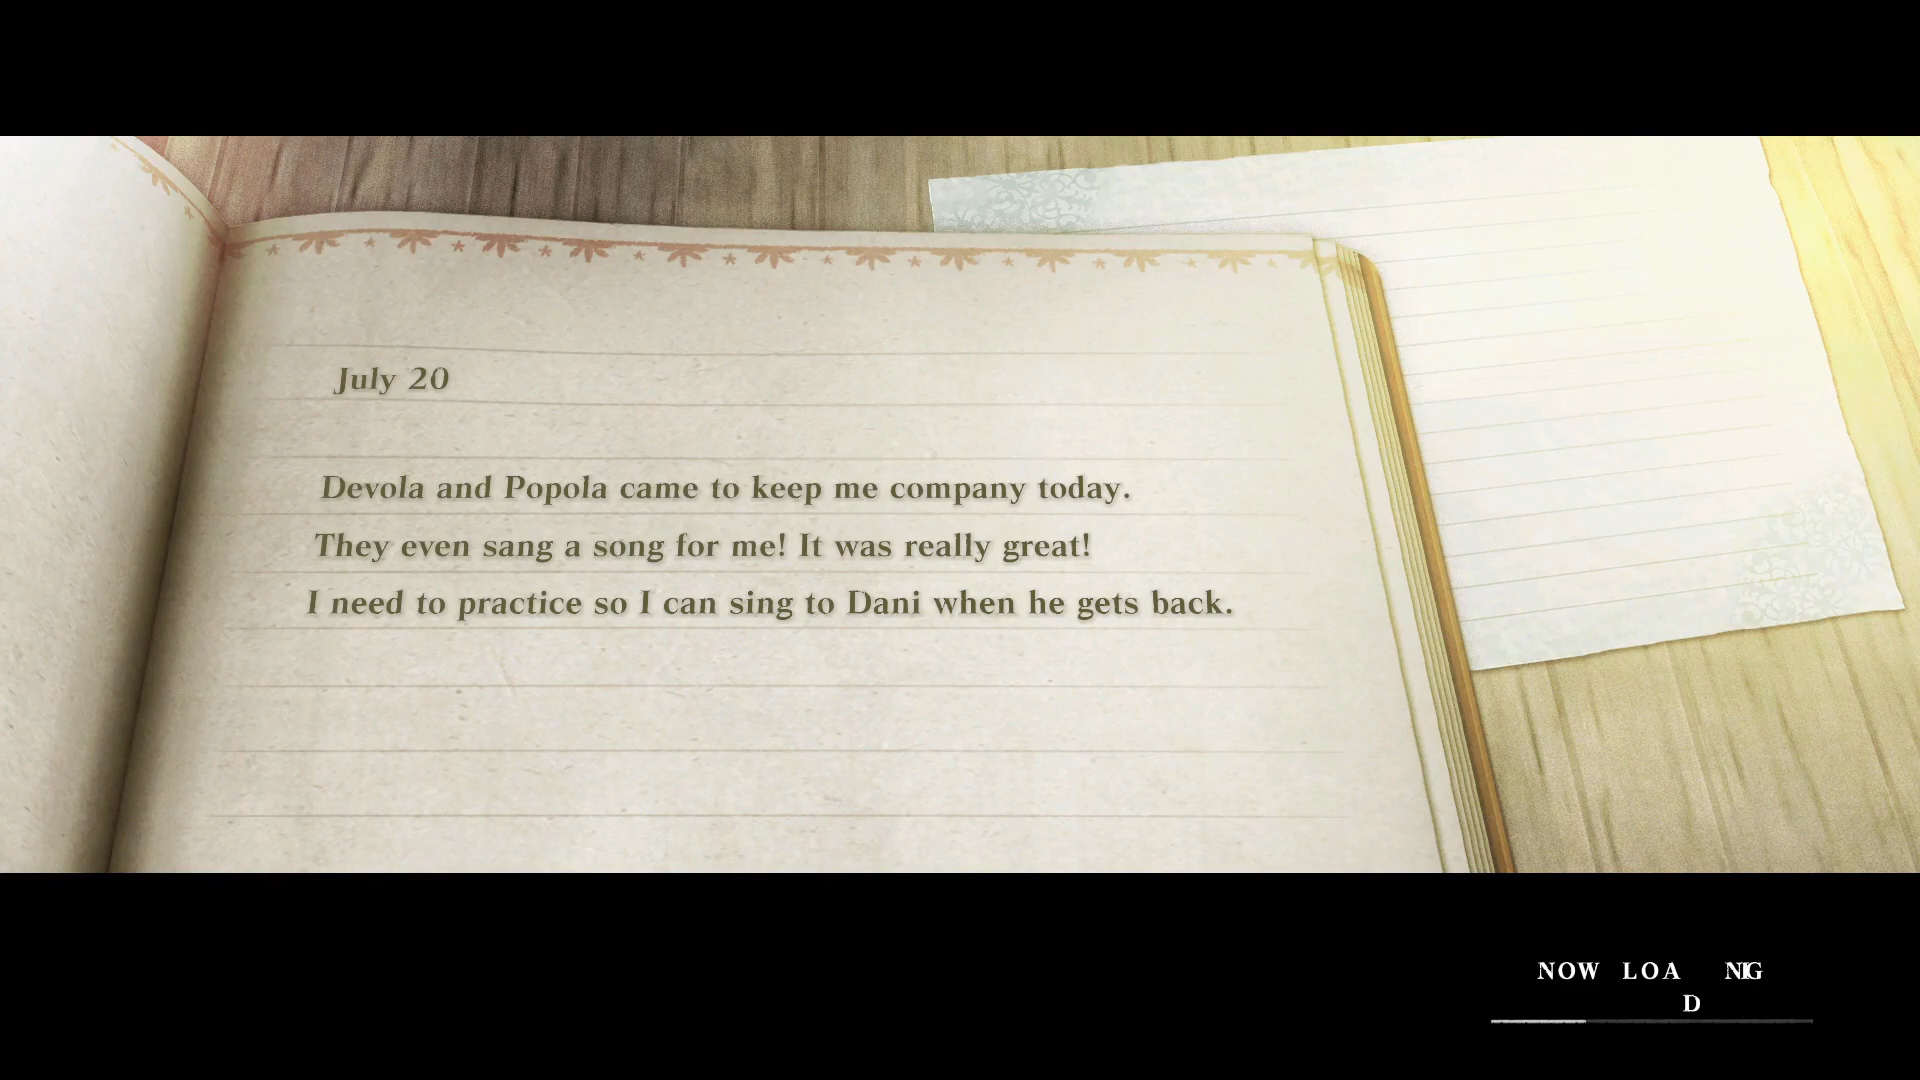 July 20
Devola and Popola came to keep me company today.
They even sang a song for me! It was really great!
I need to practice so I can sing to Dani when he gets back.
NOW LOA NIG
D